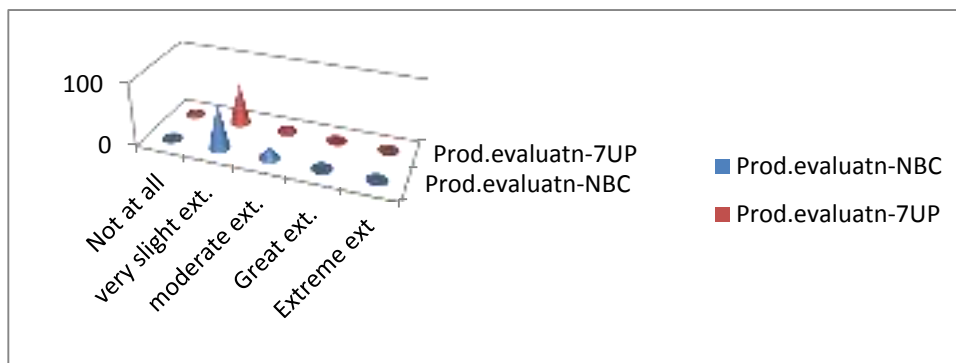 100
0
Not at all
very slight ext.
moderate ext.
Great ext.
Extreme ext
Prod.evaluatn-7UP
Prod.evaluatn-NBC
Prod.evaluatn-NBC
Prod.evaluatn-7UP